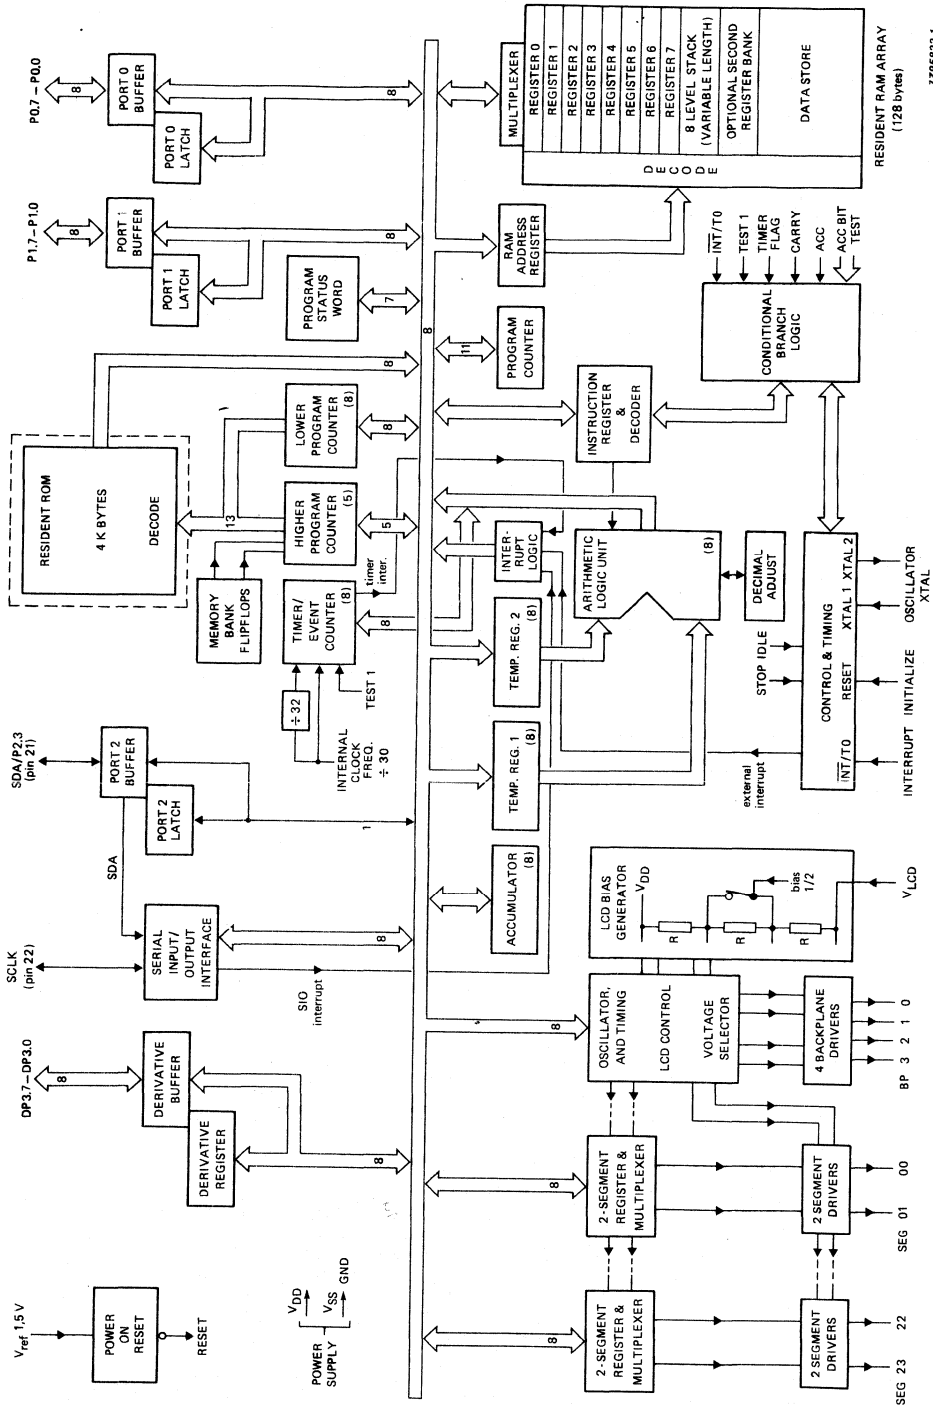 Vref 1,5 V
POWER
ON
RESET
RESET
POWER
SUPPLY
VDD
VSS
GND
DP3.7 – DP3.0
8
DERIVATIVE
BUFFER
DERIVATIVE
REGISTER
8
SCLK
(pin 22)
SERIAL
INPUT/
OUTPUT
INTERFACE
SDA
8
SIO
interrupt
SDA/P2.3
(pin 21)
PORT 2
BUFFER
PORT 2
LATCH
1
RESIDENT ROM
4 K BYTES
DECODE
MEMORY
BANK
FLIPFLOPS
13
HIGHER
PROGRAM
COUNTER
(5)
5
LOWER
PROGRAM
COUNTER
(8)
8
8
TIMER/
EVENT
COUNTER
(8)
timer
inter.
8
÷ 32
INTERNAL
CLOCK
FREQ.
÷ 30
TEST 1
P1.7 – P1.0
8
PORT 1
BUFFER
PORT 1
LATCH
8
PROGRAM
STATUS
WORD
7
P0.7 – P0.0
8
PORT 0
BUFFER
PORT 0
LATCH
8
8
2-SEGMENT
REGISTER &
MULTIPLEXER
8
2 SEGMENT
DRIVERS
SEG 23
22
2-SEGMENT
REGISTER &
MULTIPLEXER
8
2 SEGMENT
DRIVERS
SEG 01
00
8
OSCILLATOR,
AND TIMING
LCD CONTROL
VOLTAGE
SELECTOR
4 BACKPLANE
DRIVERS
BP 3 2 1 0
LCD BIAS
GENERATOR
VDD
R
R
R
bias
1/2
VLCD
ACCUMULATOR
(8)
TEMP. REG. 1
(8)
TEMP. REG. 2
(8)
INTER-
RUPT
LOGIC
ARITHMETIC
LOGIC UNIT
(8)
DECIMAL
ADJUST
external
interrupt
INSTRUCTION
REGISTER
&
DECODER
11
PROGRAM
COUNTER
RAM
ADDRESS
REGISTER
MULTIPLEXER
DECODE
REGISTER 0
REGISTER 1
REGISTER 2
REGISTER 3
REGISTER 4
REGISTER 5
REGISTER 6
REGISTER 7
8 LEVEL STACK
(VARIABLE LENGTH)
OPTIONAL SECOND
REGISTER BANK
DATA STORE
RESIDENT RAM ARRAY
(128 bytes)
CONDITIONAL
BRANCH
LOGIC
INT/T0
TEST 1
TIMER
FLAG
CARRY
ACC
ACC BIT
TEST
STOP IDLE
CONTROL & TIMING
INT/T0 RESET XTAL 1 XTAL 2
INTERRUPT INITIALIZE
OSCILLATOR
XTAL